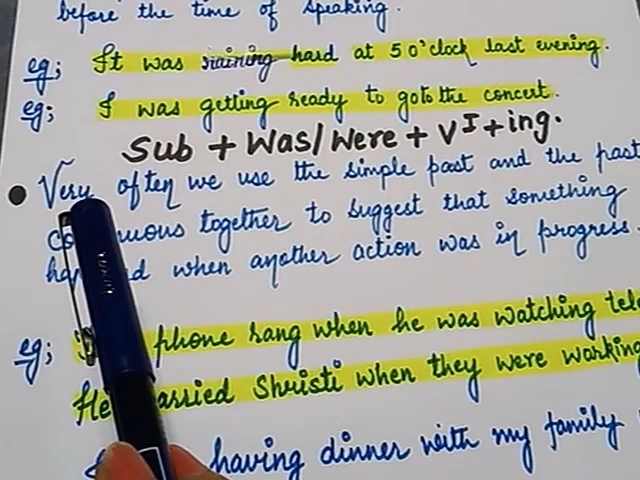 before the time of speaking.
eg; It was raining hard at 5 o'clock last evening.
eg; I was getting ready to goto the concert.
Sub + Was/Were + V I + ing.
Very often we use the simple past and the past
continuous together to suggest that something
happened when another action was in progress.
eg; phone rang when he was watching tele
He married Shristi when they were working
having dinner with my family